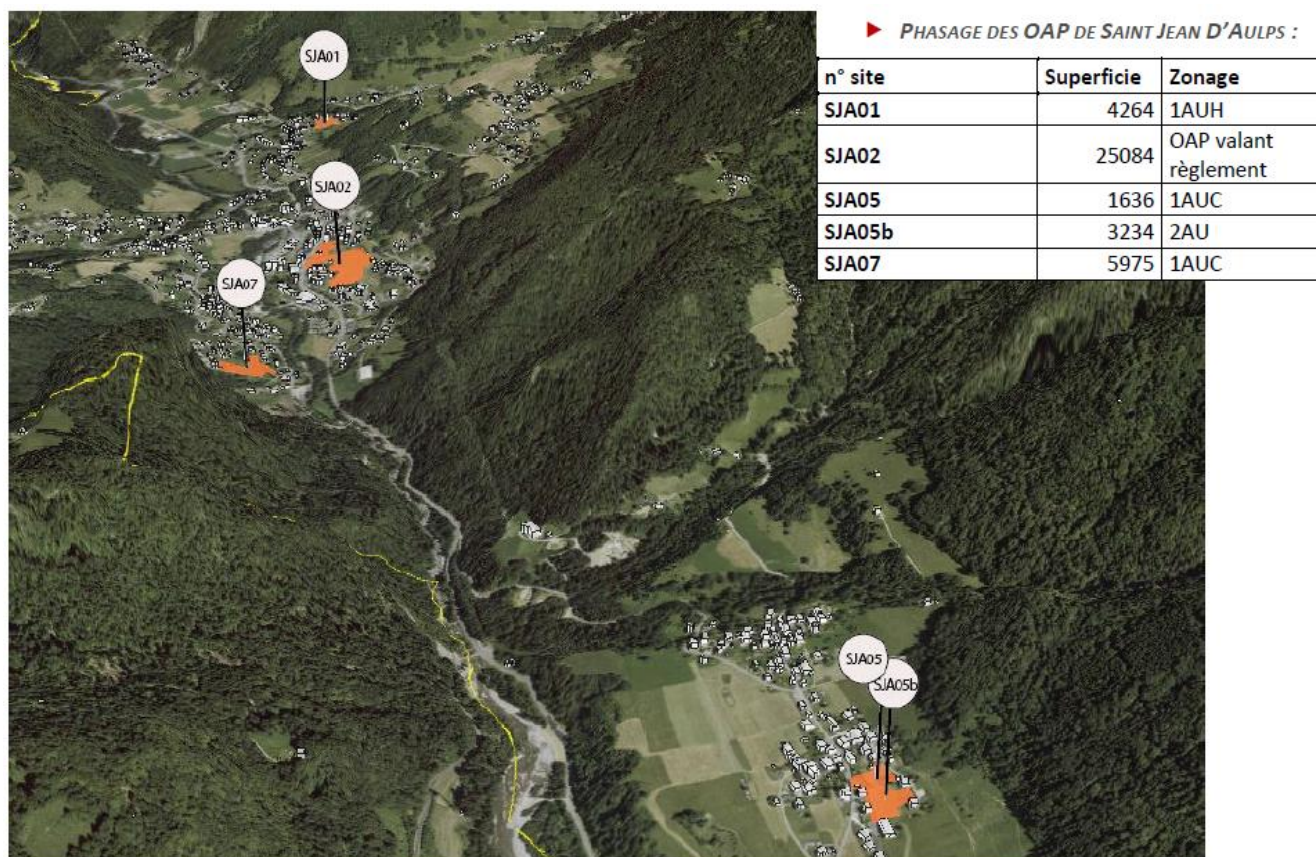 PHASAGE DES OAP DE SAINT JEAN D'AULPS :
n° site Superficie Zonage
SJA01 4264 1AUH
SJA02 25084 OAP valant
règlement
SJA05 1636 1AUC
SJA05b 3234 2AU
SJA07 5975 1AUC
SJA01
SJA02
SJA07
SJA05
SJA05b